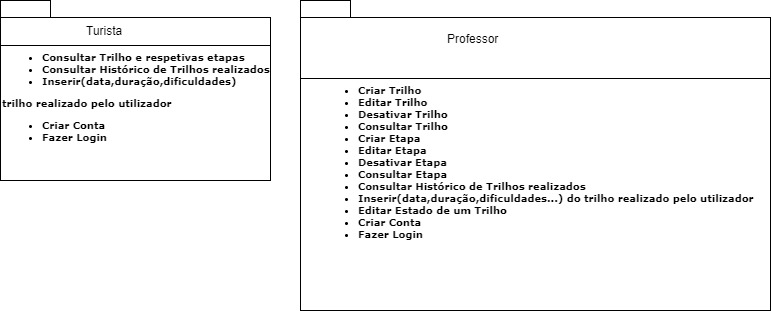 Turista
Consultar Trilho e respetivas etapas
Consultar Histórico de Trilhos realizados
Inserir(data,duração,dificuldades)
trilho realizado pelo utilizador
Criar Conta
Fazer Login
Professor
Criar Trilho
Editar Trilho
Desativar Trilho
Consultar Trilho
Criar Etapa
Editar Etapa
Desativar Etapa
Consultar Etapa
Consultar Histórico de Trilhos realizados
Inserir(data,duração,dificuldades...) do trilho realizado pelo utilizador
Editar Estado de um Trilho
Criar Conta
Fazer Login